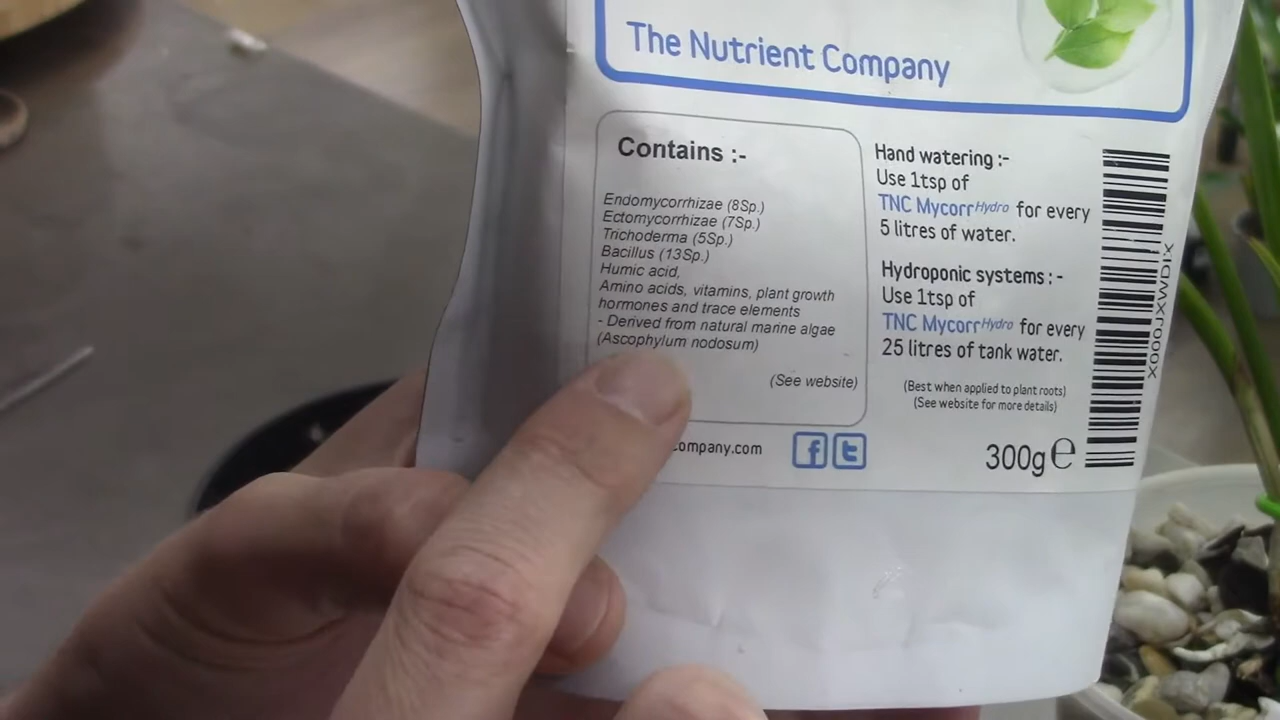 The Nutrient Company
Contains :-
Endomycorrhizae (8Sp.)
Ectomycorrhizae (7Sp.)
Trichoderma (5Sp.)
Bacillus (13Sp.)
Humic acid,
Amino acids, vitamins, plant growth
hormones and trace elements
- Derived from natural marine algae
(Ascophylum nodosum)
(See website)
Hand watering :-
Use 1tsp of
TNC MycorrHydro for every
5 litres of water.
Hydroponic systems :-
Use 1tsp of
TNC MycorrHydro for every
25 litres of tank water.
(Best when applied to plant roots)
(See website for more details)
company.com
f t
300g e